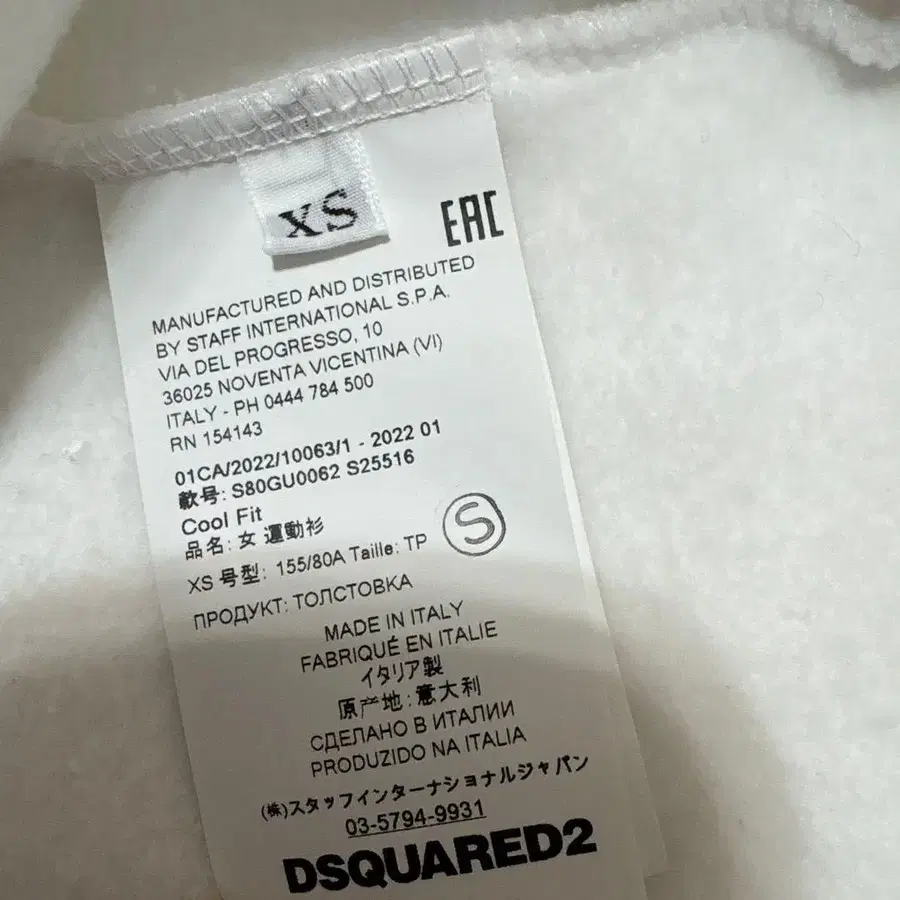 XS
EAC
MANUFACTURED AND DISTRIBUTED
BY STAFF INTERNATIONAL S.P.A.
VIA DEL PROGRESSO, 10
36025 NOVENTA VICENTINA (VI)
ITALY - PH 0444 784 500
RN 154143
01CA/2022/10063/1 - 2022 01
款号: S80GU0062 S25516
Cool Fit
品名: 女 運動衫
S
XS 号型: 155/80A Taille: TP
ПРОДУКТ: ТОЛСТОВКА
MADE IN ITALY
FABRIQUÉ EN ITALIE
イタリア製
原产地: 意大利
СДЕЛАНО В ИТАЛИИ
PRODUZIDO NA ITALIA
(株)スタッフインターナショナルジャパン
03-5794-9931
DSQUARED2